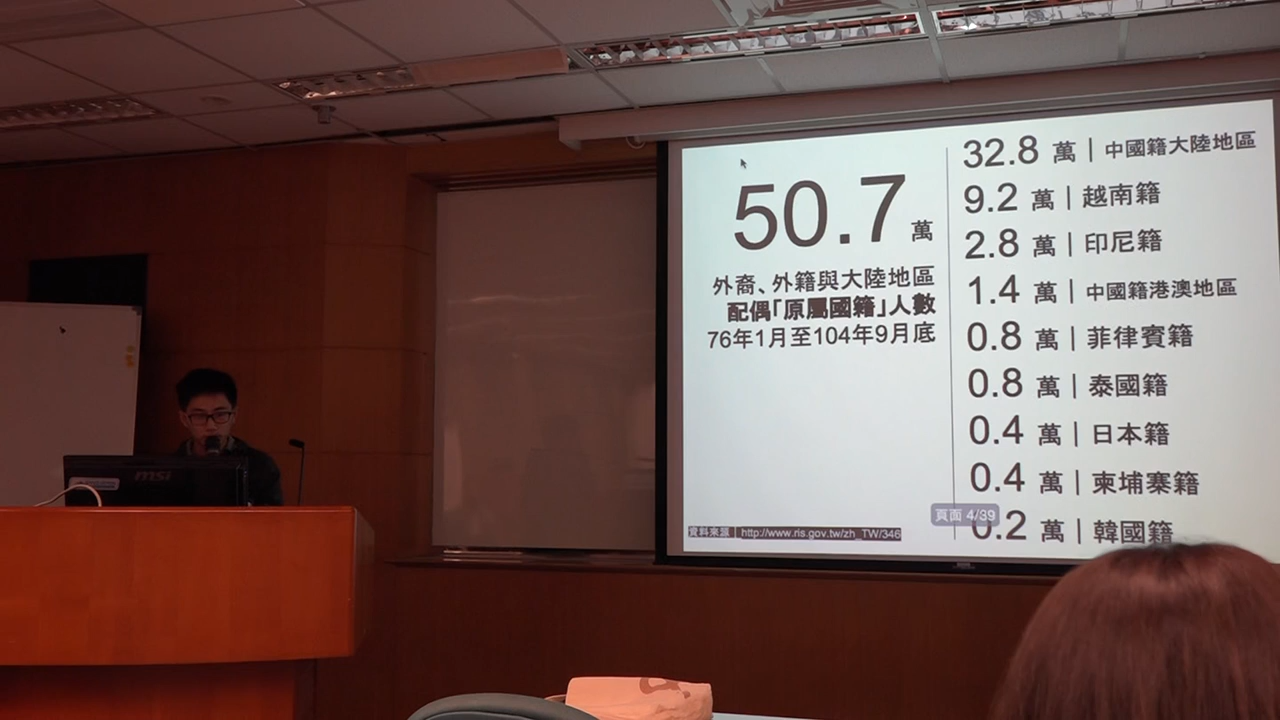 50.7 萬
外裔、外籍與大陸地區
配偶「原屬國籍」人數
76年1月至104年9月底
32.8 萬 | 中國籍大陸地區
9.2 萬 | 越南籍
2.8 萬 | 印尼籍
1.4 萬 | 中國籍港澳地區
0.8 萬 | 菲律賓籍
0.8 萬 | 泰國籍
0.4 萬 | 日本籍
0.4 萬 | 柬埔寨籍
0.2 萬 | 韓國籍
頁面 4/39
資料來源 | http://www.ris.gov.tw/zh_TW/346
msi